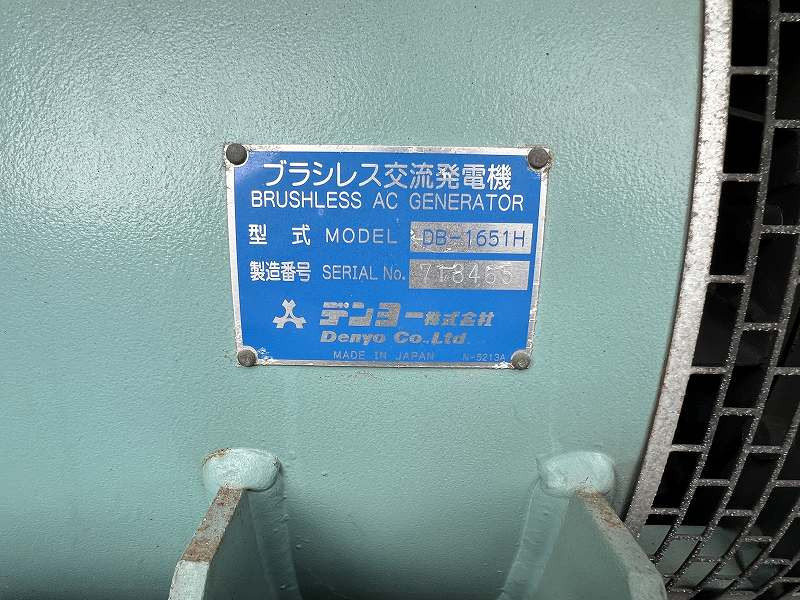 ブラシレス交流発電機
BRUSHLESS AC GENERATOR
型式 MODEL DB-1651H
製造番号 SERIAL No.
デンヨー株式会社
Denyo Co.,Ltd.
MADE IN JAPAN N-5213A